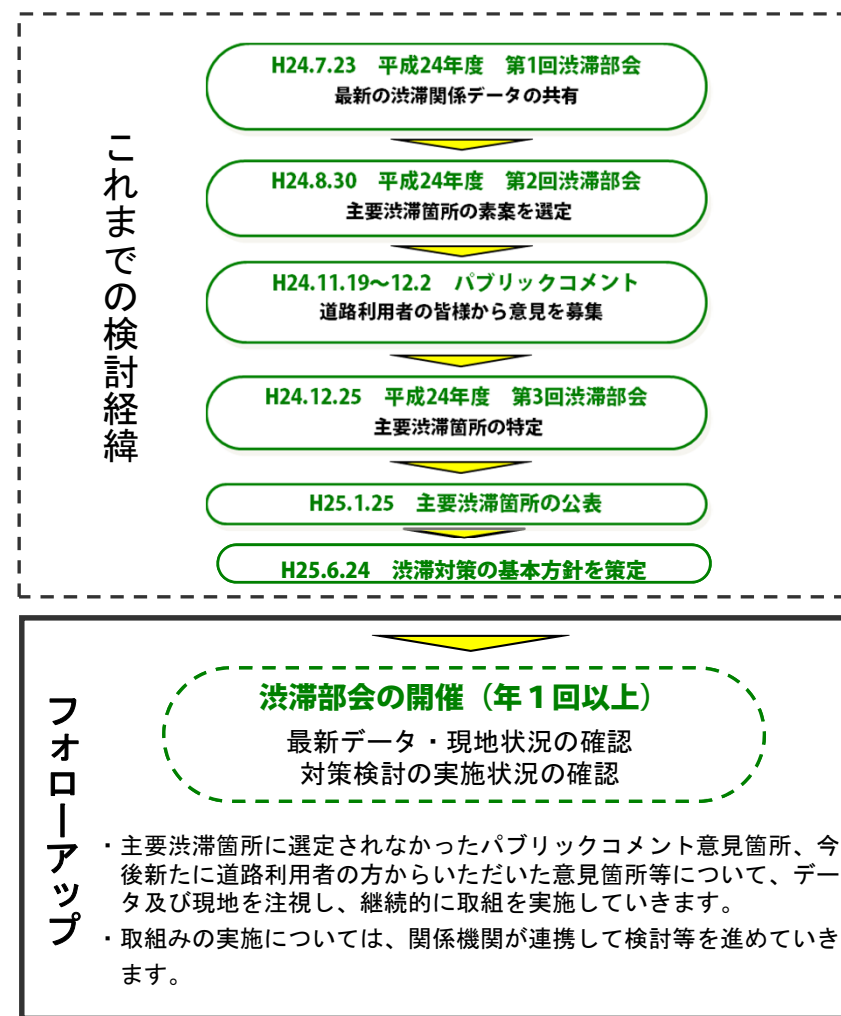 これまでの検討経緯
H24.7.23　平成24年度　第1回渋滞部会
最新の渋滞関係データの共有
H24.8.30　平成24年度　第2回渋滞部会
主要渋滞箇所の素案を選定
H24.11.19～12.2　パブリックコメント
道路利用者の皆様から意見を募集
H24.12.25　平成24年度　第3回渋滞部会
主要渋滞箇所の特定
H25.1.25　主要渋滞箇所の公表
H25.6.24　渋滞対策の基本方針を策定
フォローアップ
渋滞部会の開催（年１回以上）
最新データ・現地状況の確認
対策検討の実施状況の確認
・主要渋滞箇所に選定されなかったパブリックコメント意見箇所、今
後新たに道路利用者の方からいただいた意見箇所等について、デー
タ及び現地を注視し、継続的に取組を実施していきます。
・取組みの実施については、関係機関が連携して検討等を進めていき
ます。